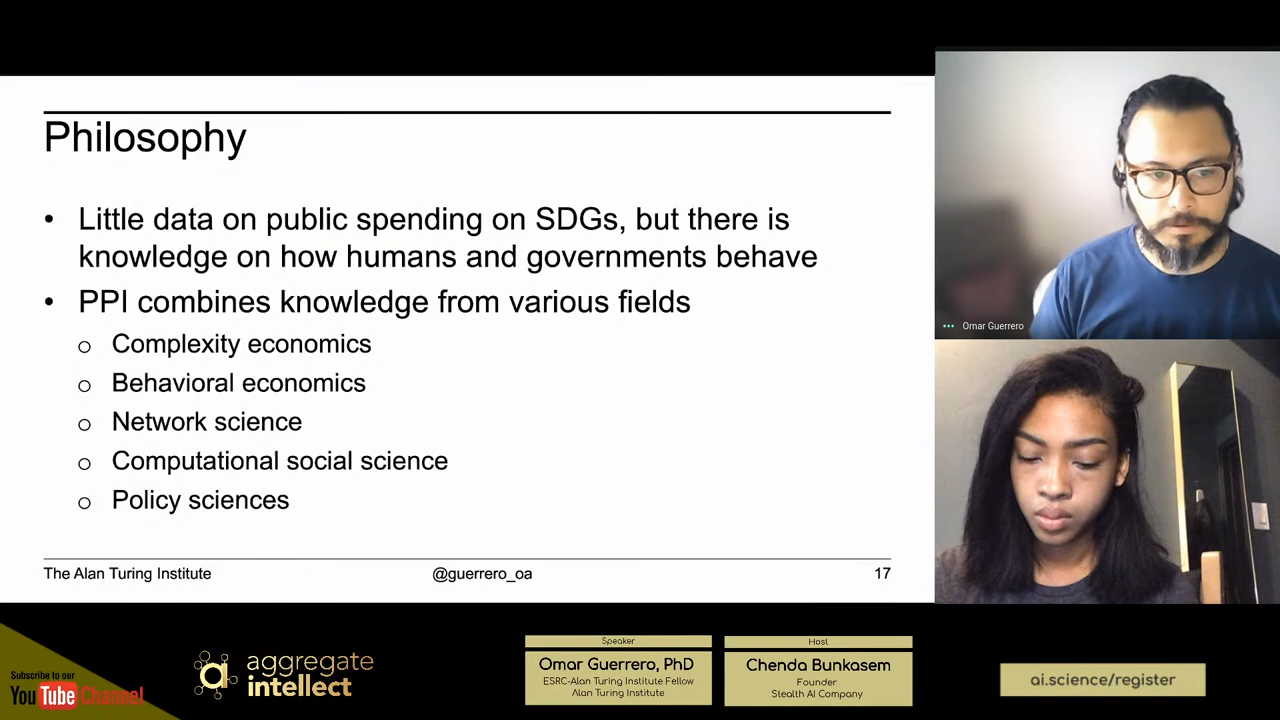 Philosophy
• Little data on public spending on SDGs, but there is
knowledge on how humans and governments behave
• PPI combines knowledge from various fields
o Complexity economics
o Behavioral economics
o Network science
o Computational social science
o Policy sciences
The Alan Turing Institute
@guerrero_oa
17
Omar Guerrero
Subscribe to our
YouTube Channel
aggregate
intellect
Speaker
Omar Guerrero, PhD
ESRC-Alan Turing Institute Fellow
Alan Turing Institute
Host
Chenda Bunkasem
Founder
Stealth AI Company
ai.science/register